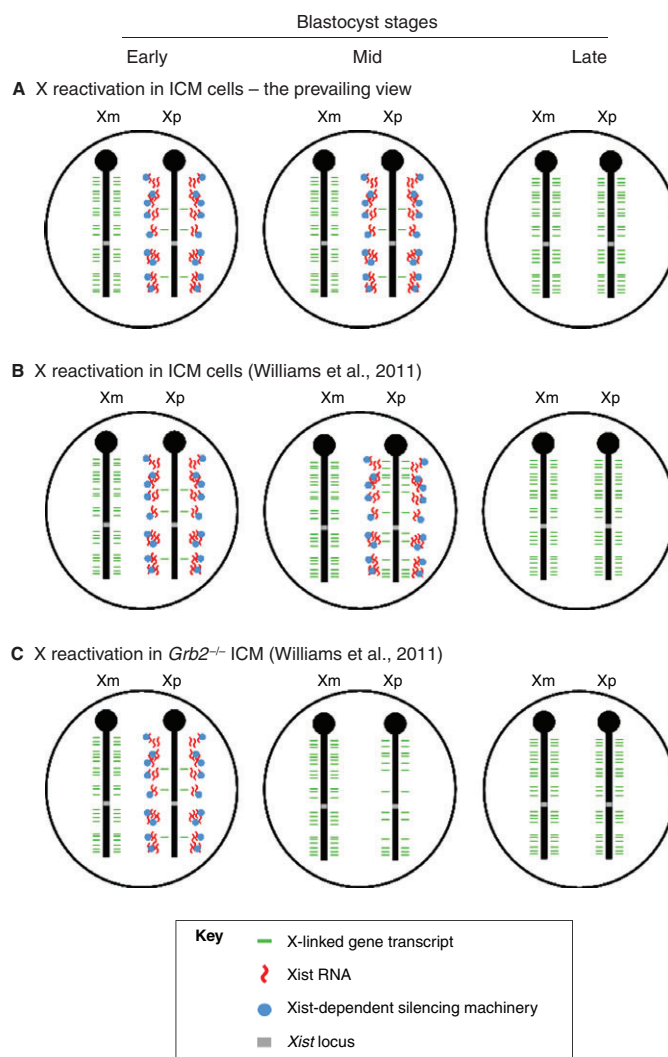 Blastocyst stages
Early Mid Late
A X reactivation in ICM cells – the prevailing view
Xm Xp Xm Xp Xm Xp
B X reactivation in ICM cells (Williams et al., 2011)
Xm Xp Xm Xp Xm Xp
C X reactivation in Grb2–/– ICM (Williams et al., 2011)
Xm Xp Xm Xp Xm Xp
Key
X-linked gene transcript
Xist RNA
Xist-dependent silencing machinery
Xist locus